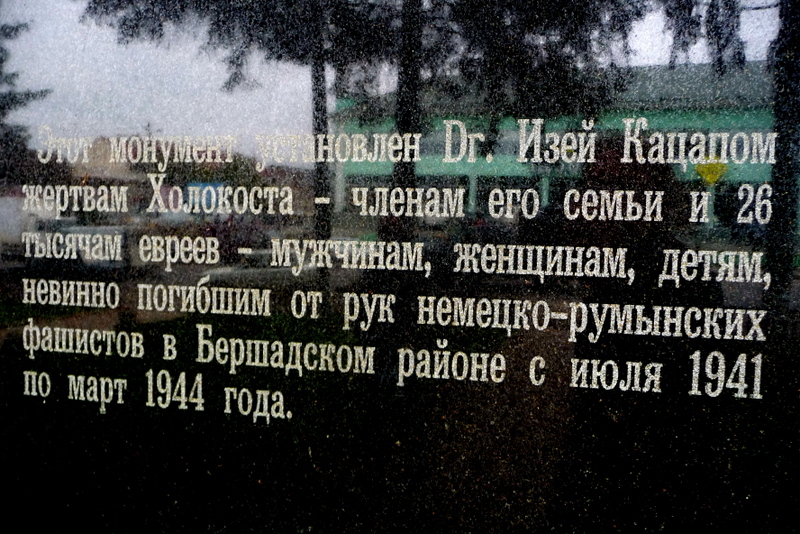 Этот монумент установлен Dr. Изей Кацапом
жертвам Холокоста - членам его семьи и 26
тысячам евреев - мужчинам, женщинам, детям,
невинно погибшим от рук немецко-румынских
фашистов в Бершадском районе с июля 1941
по март 1944 года.